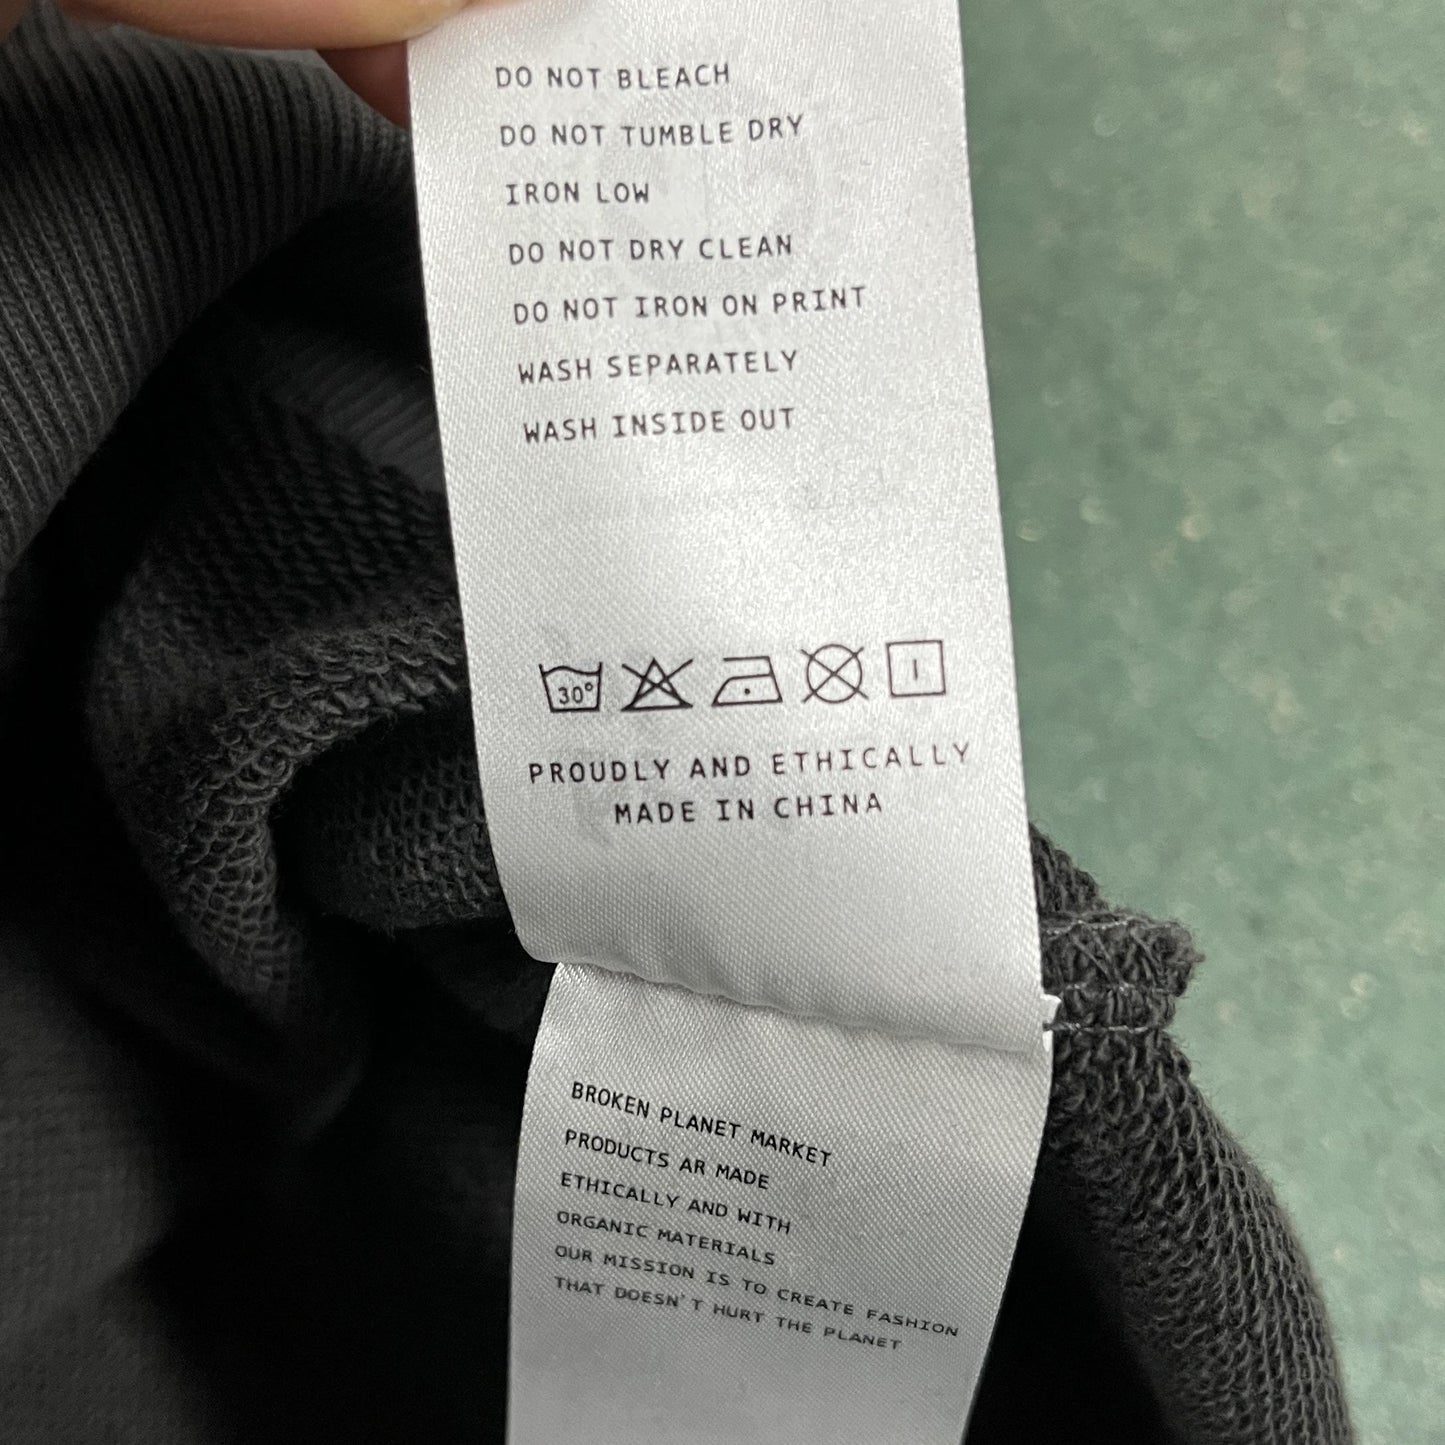 DO NOT BLEACH
DO NOT TUMBLE DRY
IRON LOW
DO NOT DRY CLEAN
DO NOT IRON ON PRINT
WASH SEPARATELY
WASH INSIDE OUT
30°
PROUDLY AND ETHICALLY
MADE IN CHINA
BROKEN PLANET MARKET
PRODUCTS AR MADE
ETHICALLY AND WITH
ORGANIC MATERIALS
OUR MISSION IS TO CREATE FASHION
THAT DOESN'T HURT THE PLANET